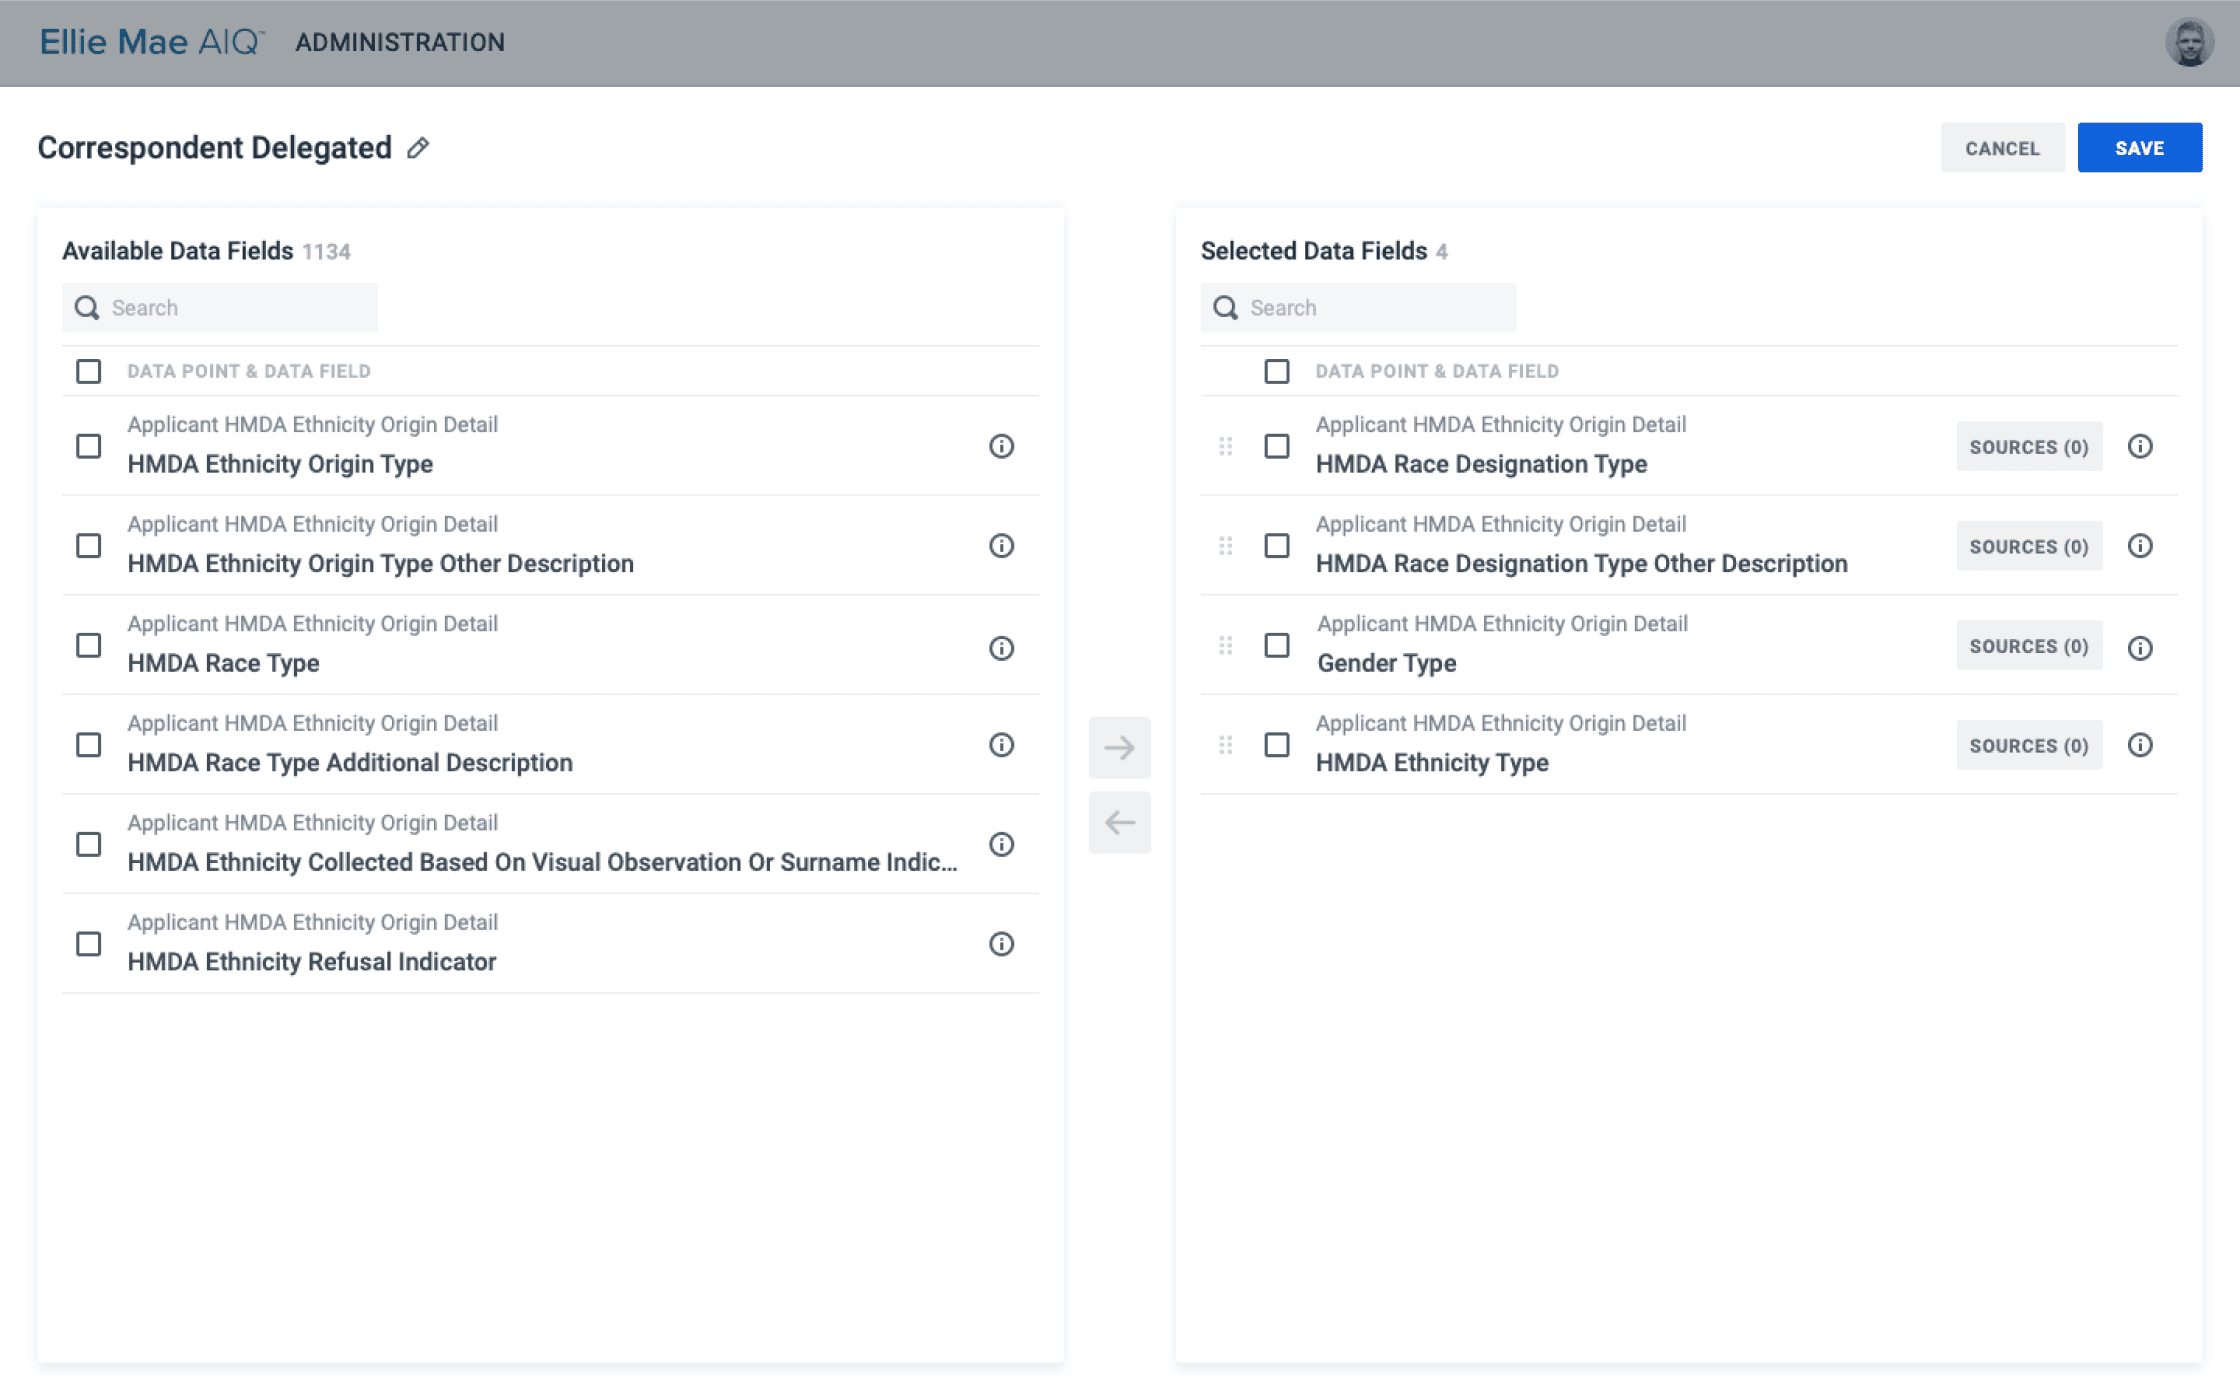 Ellie Mae AIQ™ ADMINISTRATION
Correspondent Delegated
CANCEL
SAVE
Available Data Fields 1134
Search
DATA POINT & DATA FIELD
Applicant HMDA Ethnicity Origin Detail
HMDA Ethnicity Origin Type
Applicant HMDA Ethnicity Origin Detail
HMDA Ethnicity Origin Type Other Description
Applicant HMDA Ethnicity Origin Detail
HMDA Race Type
Applicant HMDA Ethnicity Origin Detail
HMDA Race Type Additional Description
Applicant HMDA Ethnicity Origin Detail
HMDA Ethnicity Collected Based On Visual Observation Or Surname Indic...
Applicant HMDA Ethnicity Origin Detail
HMDA Ethnicity Refusal Indicator
Selected Data Fields 4
Search
DATA POINT & DATA FIELD
Applicant HMDA Ethnicity Origin Detail
HMDA Race Designation Type
SOURCES (0)
Applicant HMDA Ethnicity Origin Detail
HMDA Race Designation Type Other Description
SOURCES (0)
Applicant HMDA Ethnicity Origin Detail
Gender Type
SOURCES (0)
Applicant HMDA Ethnicity Origin Detail
HMDA Ethnicity Type
SOURCES (0)